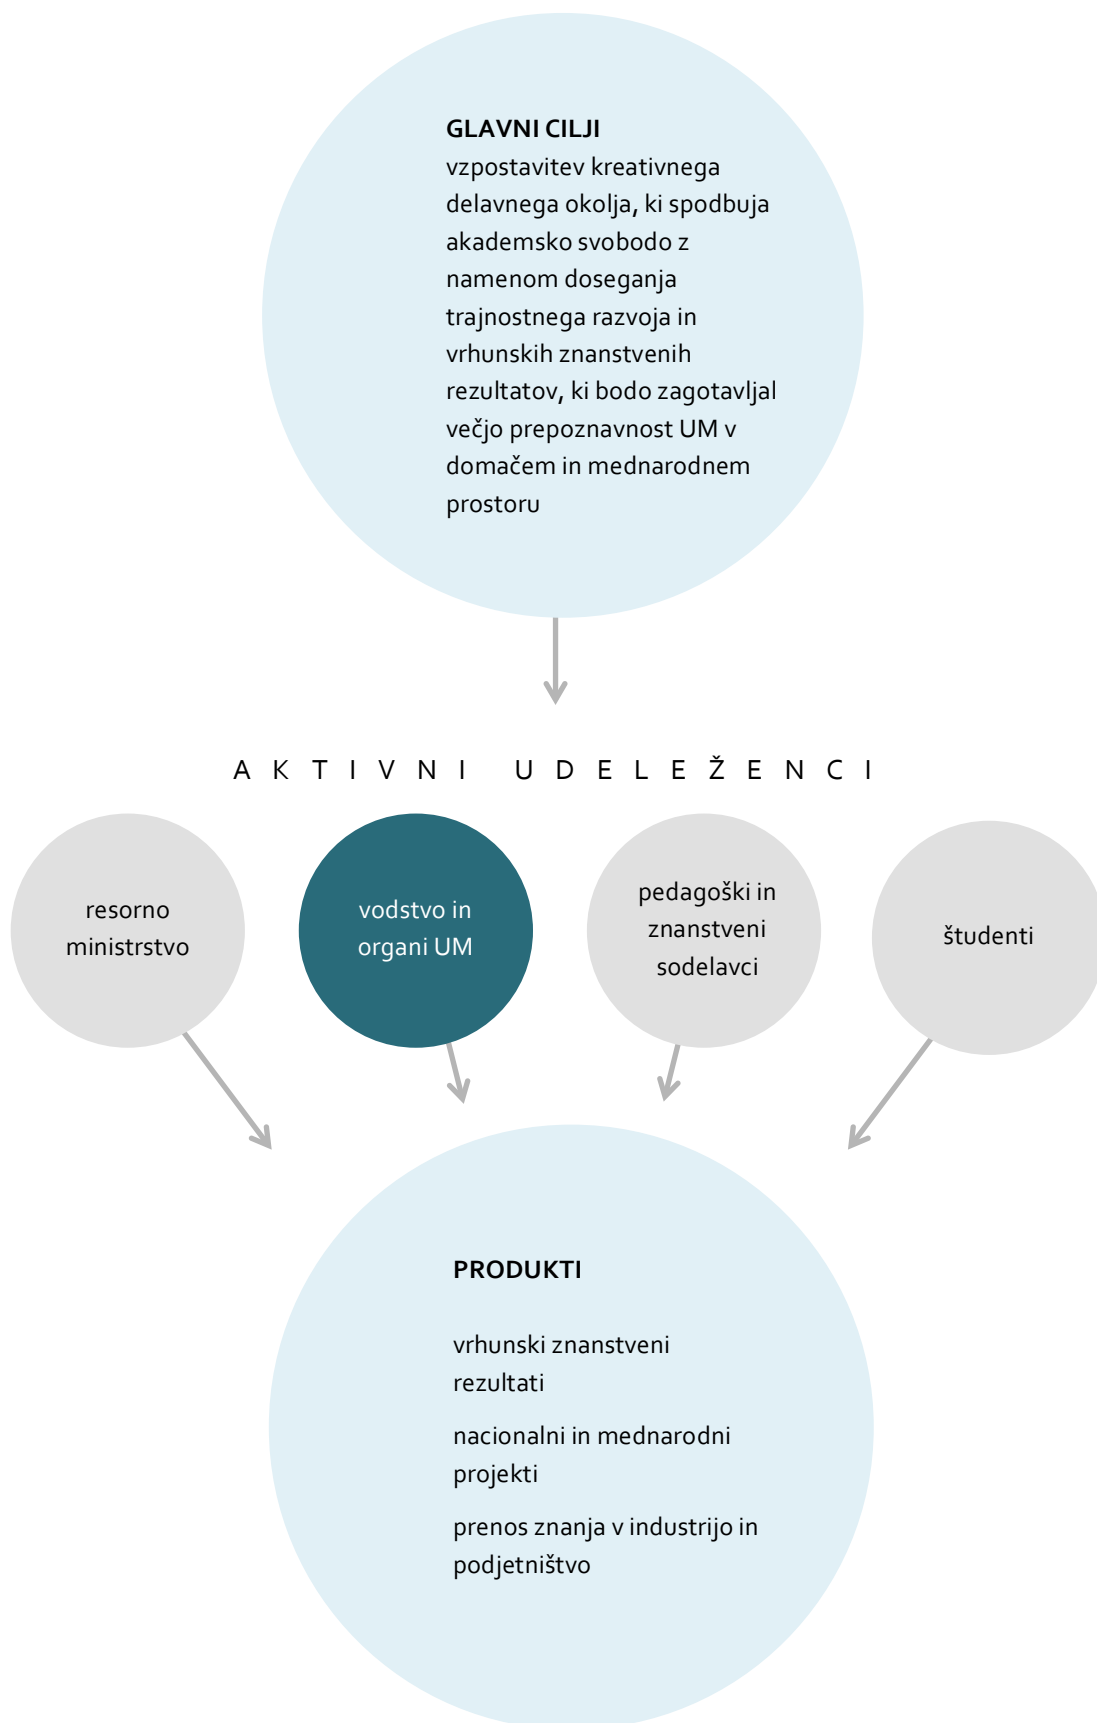 GLAVNI CILJI
vzpostavitev kreativnega
delavnega okolja, ki spodbuja
akademsko svobodo z
namenom doseganja
trajnostnega razvoja in
vrhunskih znanstvenih
rezultatov, ki bodo zagotavljal
večjo prepoznavnost UM v
domačem in mednarodnem
prostoru
AKTIVNI UDELEŽENCI
resorno
ministrstvo
vodstvo in
organi UM
pedagoški in
znanstveni
sodelavci
študenti
PRODUKTI
vrhunski znanstveni
rezultati
nacionalni in mednarodni
projekti
prenos znanja v industrijo in
podjetništvo